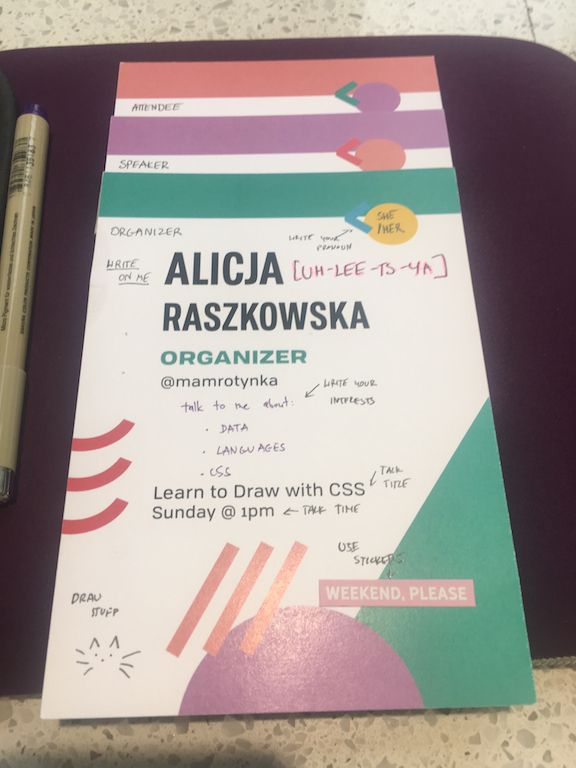 ATTENDEE
SPEAKER
ORGANIZER
SHE
/HER
WRITE your
PRONOUN
WRITE
ON ME
ALICJA [UH-LEE-TS-YA]
RASZKOWSKA
ORGANIZER
@mamrotynka
WRITE YOUR
INTERESTS
talk to me about:
· DATA
· LANGUAGES
· CSS
TALK
TITLE
Learn to Draw with CSS
Sunday @ 1pm ← TALK TIME
USE
STICKERS
WEEKEND, PLEASE
DRAW
STUFF